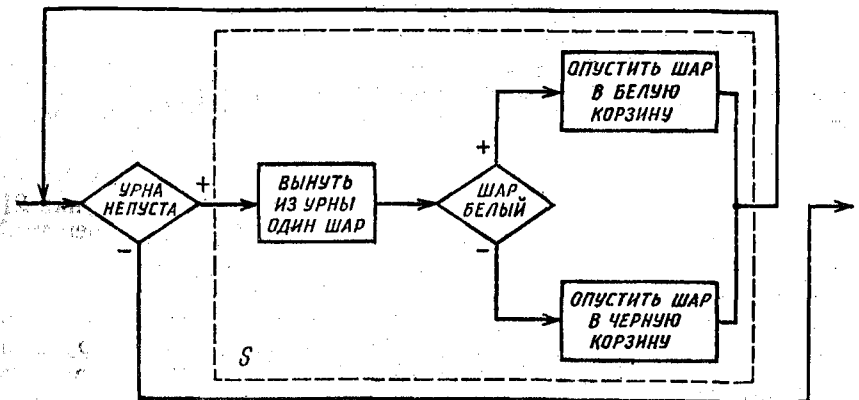 ОПУСТИТЬ ШАР
В БЕЛУЮ
КОРЗИНУ
+
УРНА
НЕПУСТА
+
ВЫНУТЬ
ИЗ УРНЫ
ОДИН ШАР
ШАР
БЕЛЫЙ
−
−
ОПУСТИТЬ ШАР
В ЧЕРНУЮ
КОРЗИНУ
S